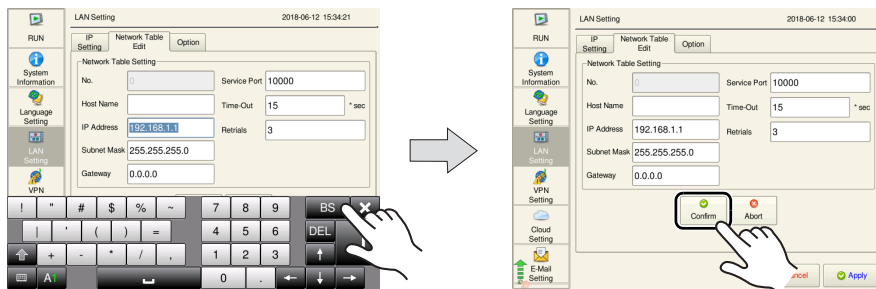 LAN Setting 2018-06-12 15:34:21
RUN
System
Information
Language
Setting
LAN
Setting
VPN
IP
Setting
Network Table
Edit
Option
Network Table Setting
No. 0 Service Port 10000
Host Name Time-Out 15 * sec
IP Address 192.168.1.1 Retrials 3
Subnet Mask 255.255.255.0
Gateway 0.0.0.0
! " # $ % ~ 7 8 9 BS ×
| ' ( ) = 4 5 6 DEL
+ - * / , 1 2 3 ↑
A1 0 . ← ↓ →
LAN Setting 2018-06-12 15:34:00
RUN
System
Information
Language
Setting
LAN
Setting
VPN
Setting
Cloud
Setting
E-Mail
Setting
IP
Setting
Network Table
Edit
Option
Network Table Setting
No. 0 Service Port 10000
Host Name Time-Out 15 * sec
IP Address 192.168.1.1 Retrials 3
Subnet Mask 255.255.255.0
Gateway 0.0.0.0
Confirm Abort
Apply